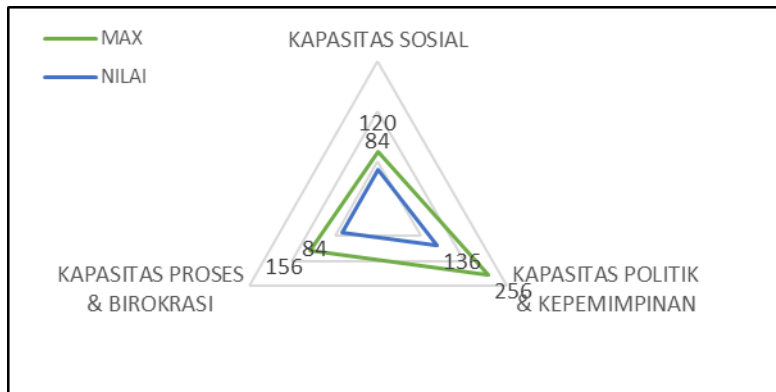 MAX
NILAI
KAPASITAS SOSIAL
120
84
84
156
136
256
KAPASITAS PROSES
& BIROKRASI
KAPASITAS POLITIK
& KEPEMIMPINAN